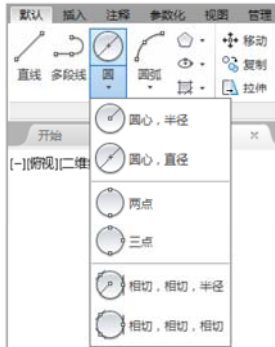 默认 插入 注释 参数化 视图 管理
移动
复制
直线 多段线 圆 圆弧
拉伸
开始
[-][俯视][二维
圆心，半径
圆心，直径
两点
三点
相切，相切，半径
相切，相切，相切